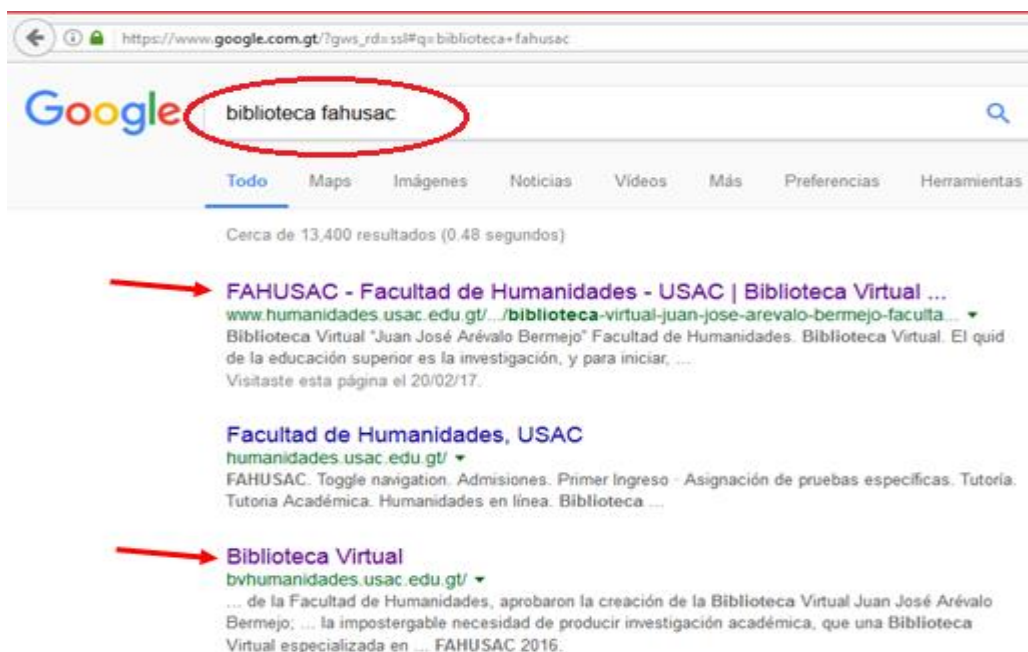 https://www.google.com.gt/?gws_rd=ssl#q=biblioteca+fahusac
Google
biblioteca fahusac
Todo Maps Imágenes Noticias Vídeos Más Preferencias Herramientas
Cerca de 13,400 resultados (0.48 segundos)
FAHUSAC - Facultad de Humanidades - USAC | Biblioteca Virtual ...
www.humanidades.usac.edu.gt/.../biblioteca-virtual-juan-jose-arevalo-bermejo-faculta...
Biblioteca Virtual "Juan José Arévalo Bermejo" Facultad de Humanidades. Biblioteca Virtual. El quid
de la educación superior es la investigación, y para iniciar, ...
Visitaste esta página el 20/02/17.
Facultad de Humanidades, USAC
humanidades.usac.edu.gt/
FAHUSAC. Toggle navigation. Admisiones. Primer Ingreso · Asignación de pruebas específicas. Tutoría.
Tutoria Académica. Humanidades en línea. Biblioteca ...
Biblioteca Virtual
bvhumanidades.usac.edu.gt/
... de la Facultad de Humanidades, aprobaron la creación de la Biblioteca Virtual Juan José Arévalo
Bermejo; ... la impostergable necesidad de producir investigación académica, que una Biblioteca
Virtual especializada en ... FAHUSAC 2016.